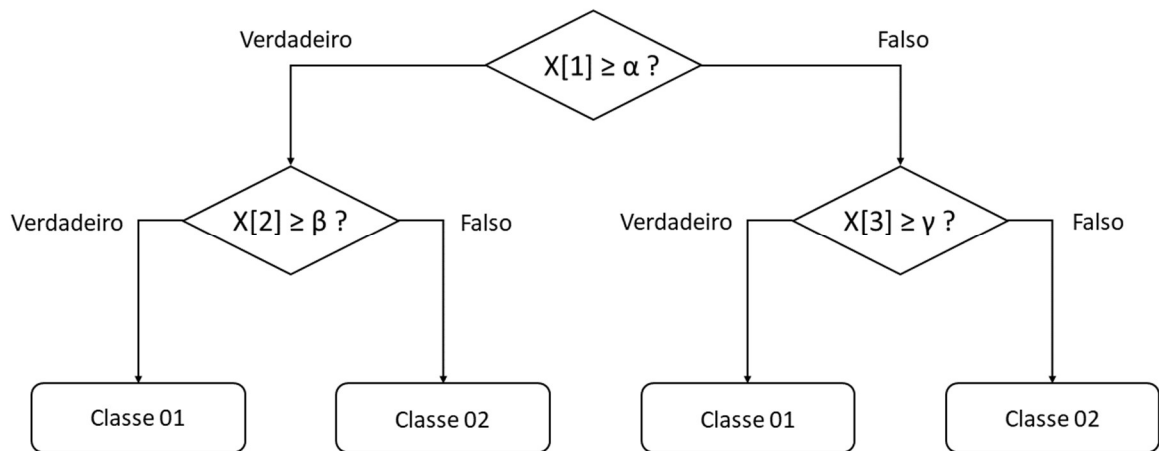 Verdadeiro
Falso
X[1] ≥ α ?
Verdadeiro
X[2] ≥ β ?
Falso
Verdadeiro
X[3] ≥ γ ?
Falso
Classe 01
Classe 02
Classe 01
Classe 02